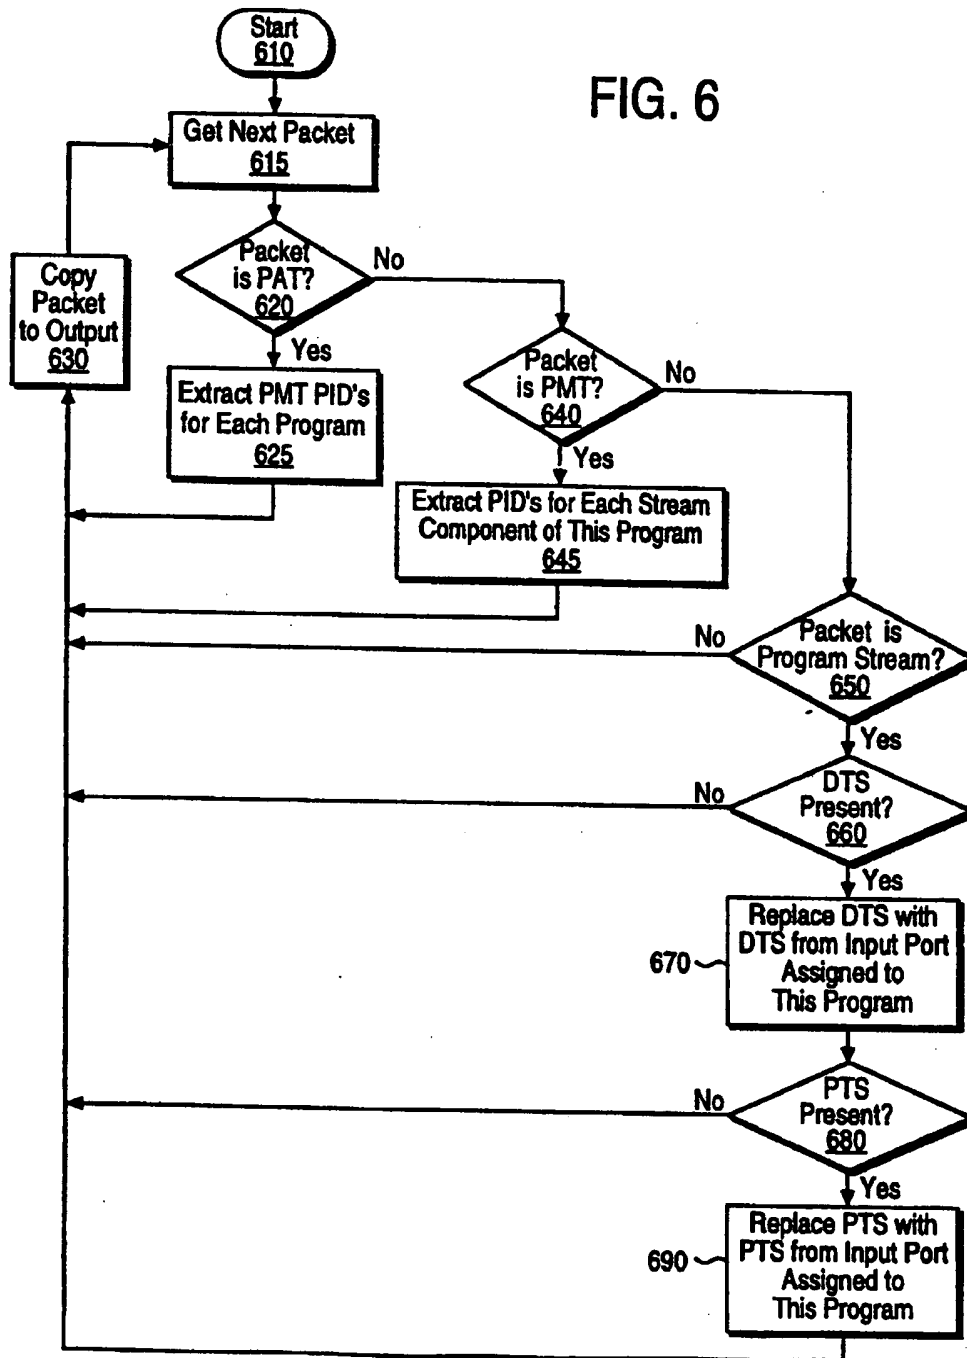 Start
610
FIG. 6
Get Next Packet
615
Packet
is PAT?
620
No
Yes
Copy
Packet
to Output
630
Extract PMT PID's
for Each Program
625
Packet
is PMT?
640
No
Yes
Extract PID's for Each Stream
Component of This Program
645
Packet is
Program Stream?
650
No
Yes
DTS
Present?
660
No
Yes
670
Replace DTS with
DTS from Input Port
Assigned to
This Program
PTS
Present?
680
No
Yes
690
Replace PTS with
PTS from Input Port
Assigned to
This Program